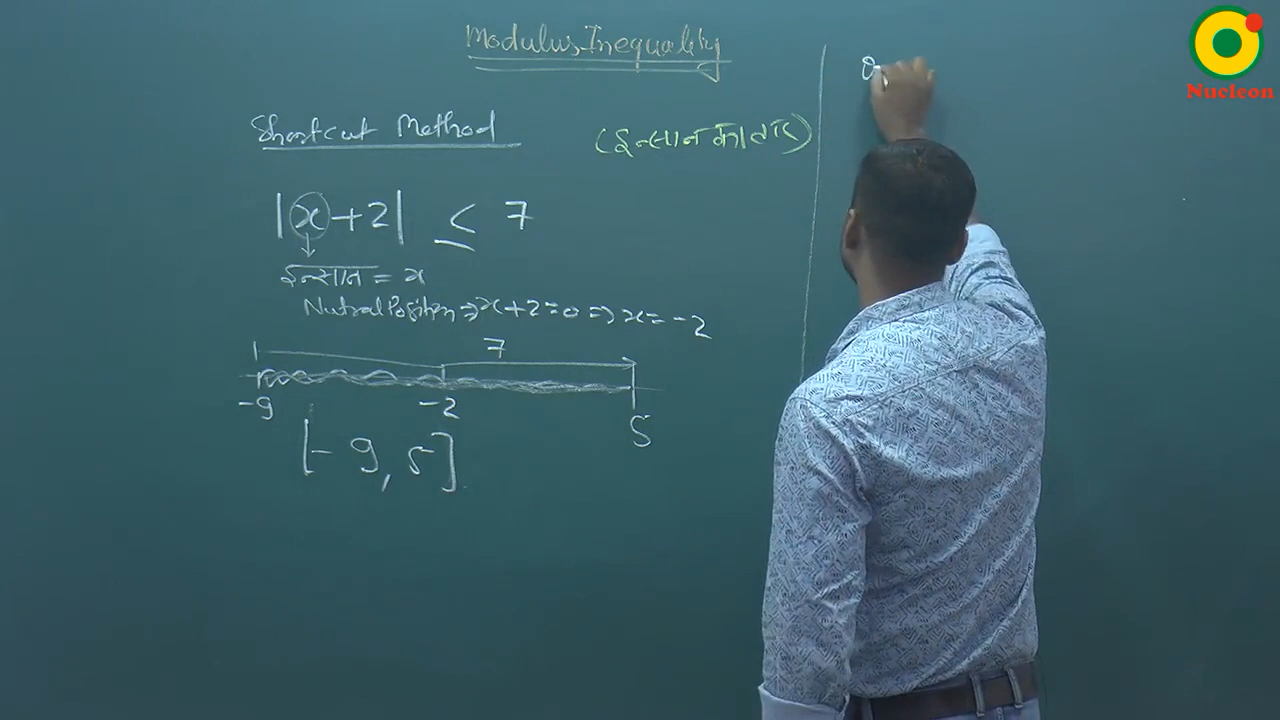 Modulus Inequality
Shortcut Method
(इन्सान का तार)
|x+2| ≤ 7
इन्सान = x
Nutral Position ⇒ x+2=0 ⇒ x=-2
7
-9 -2 5
[-9, 5]
Nucleon